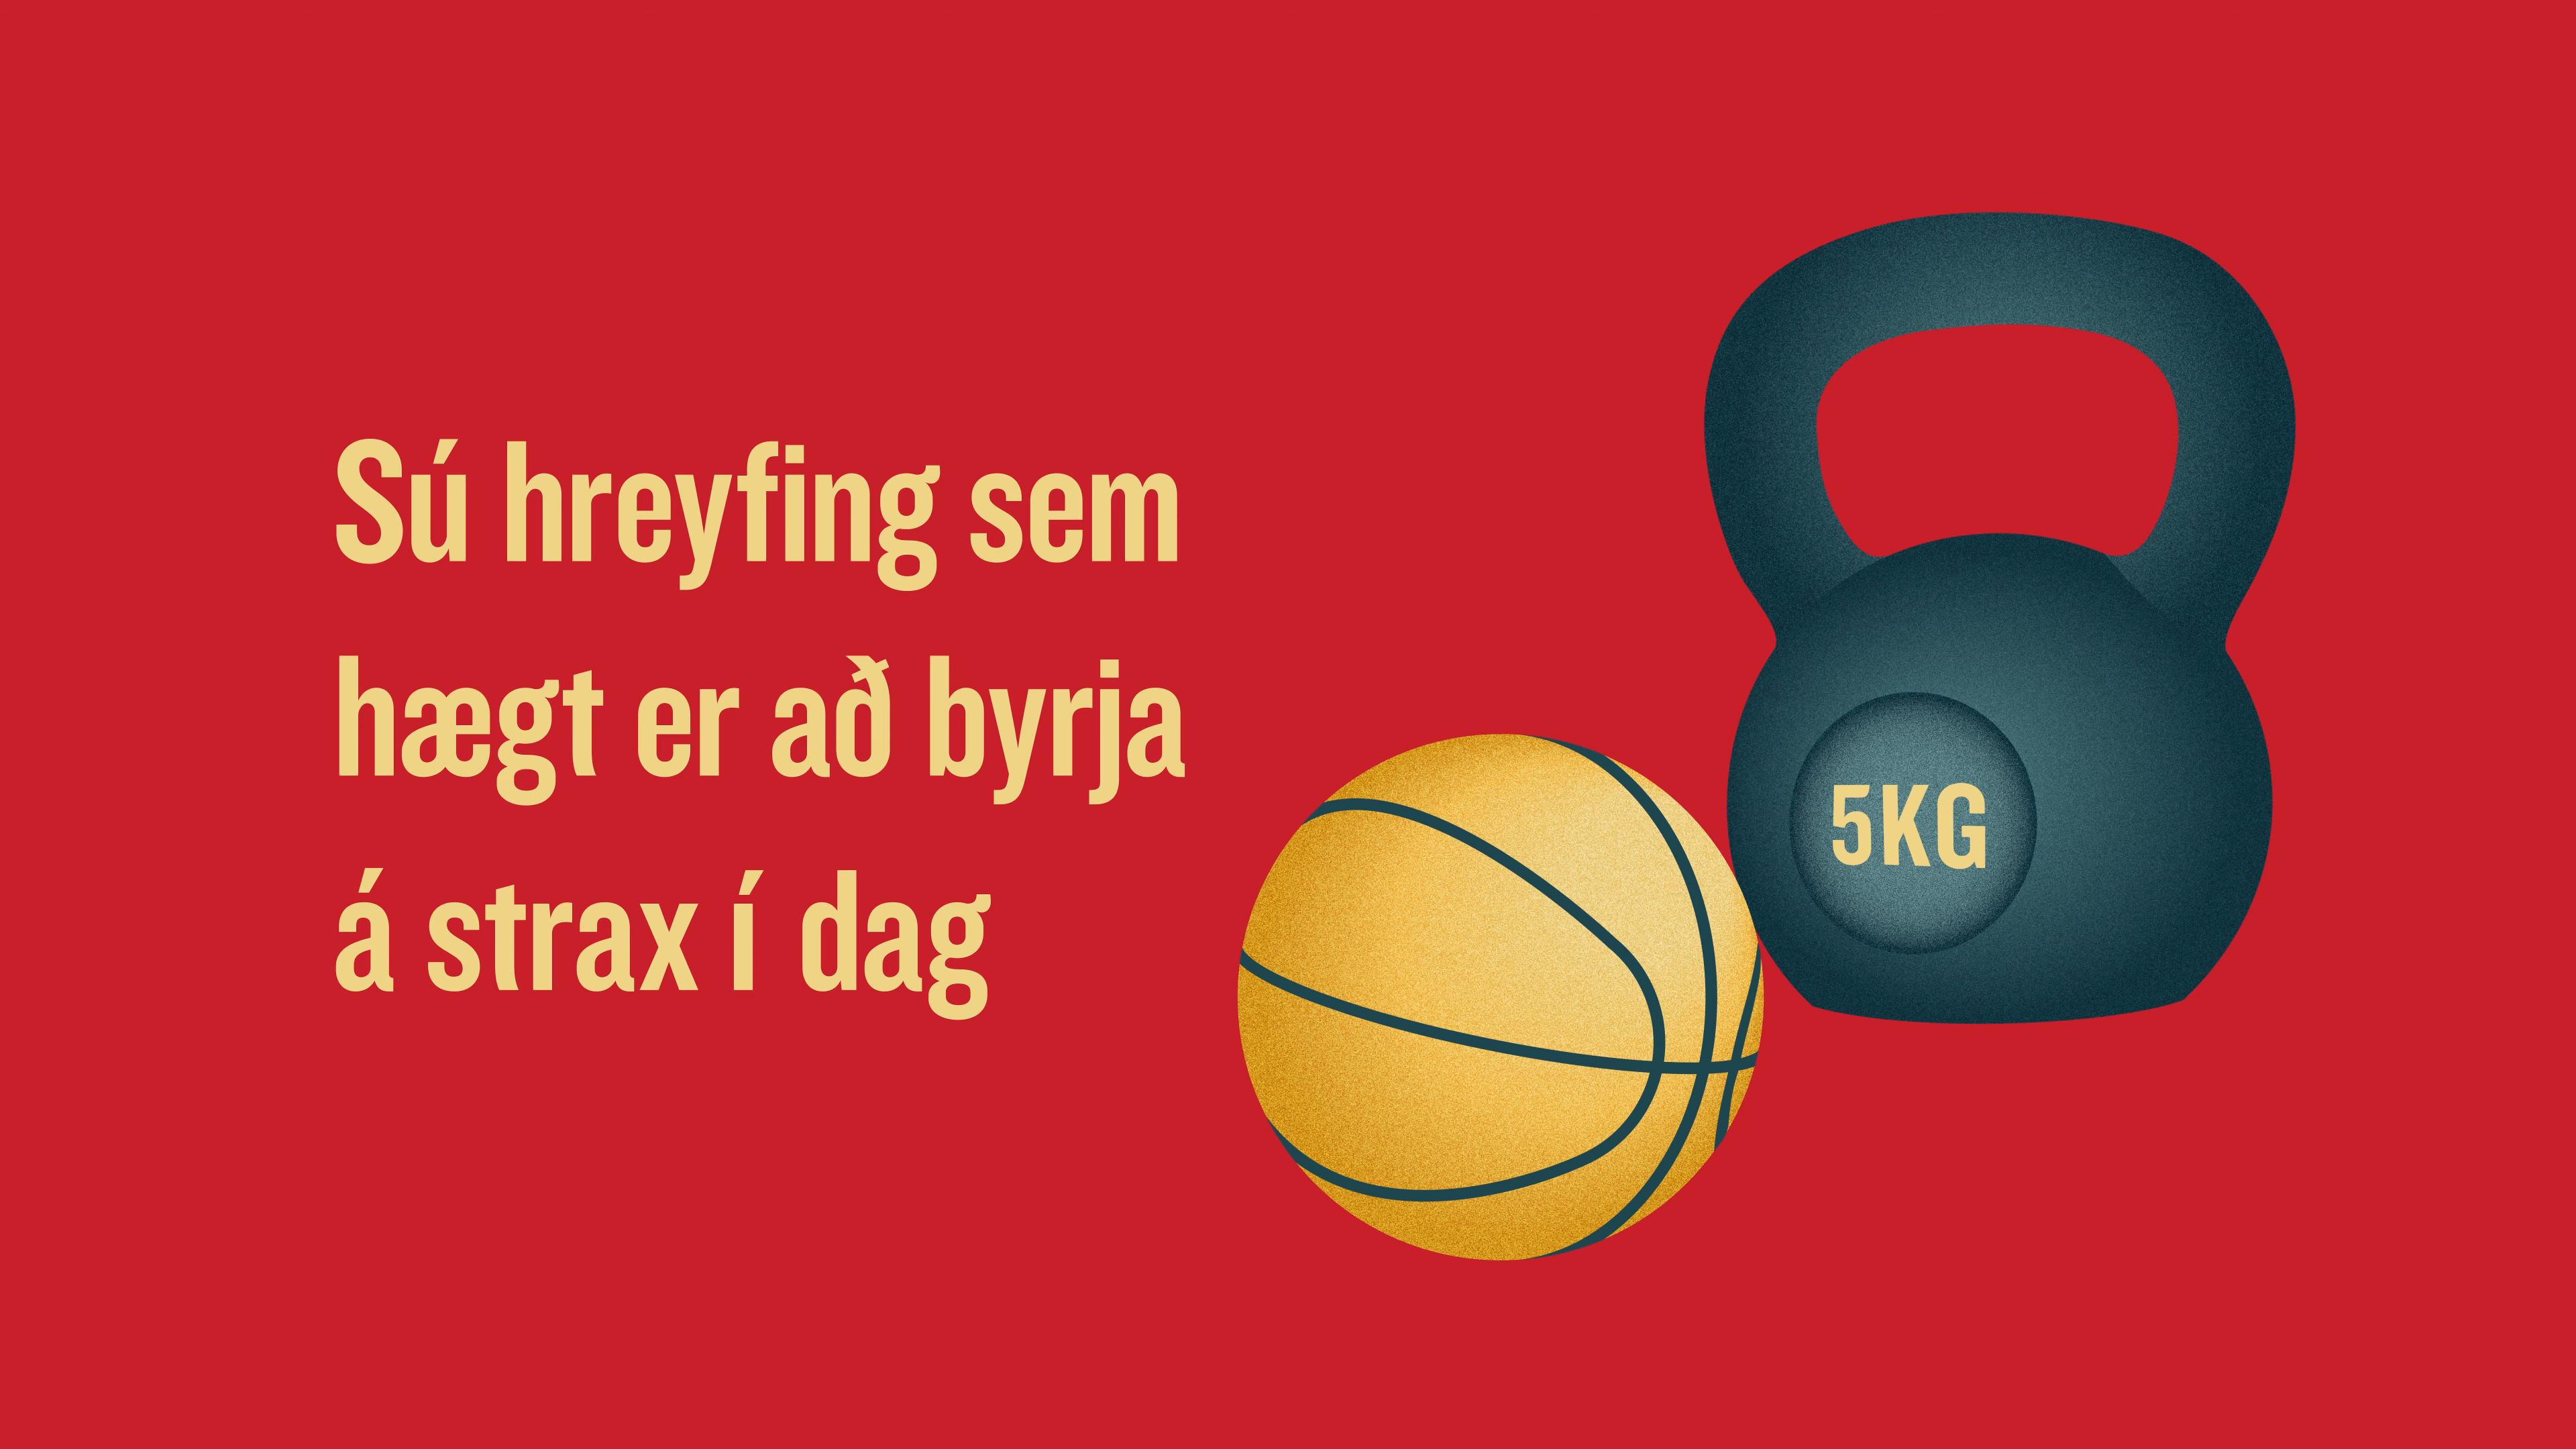 Sú hreyfing sem
hægt er að byrja
á strax í dag
5KG